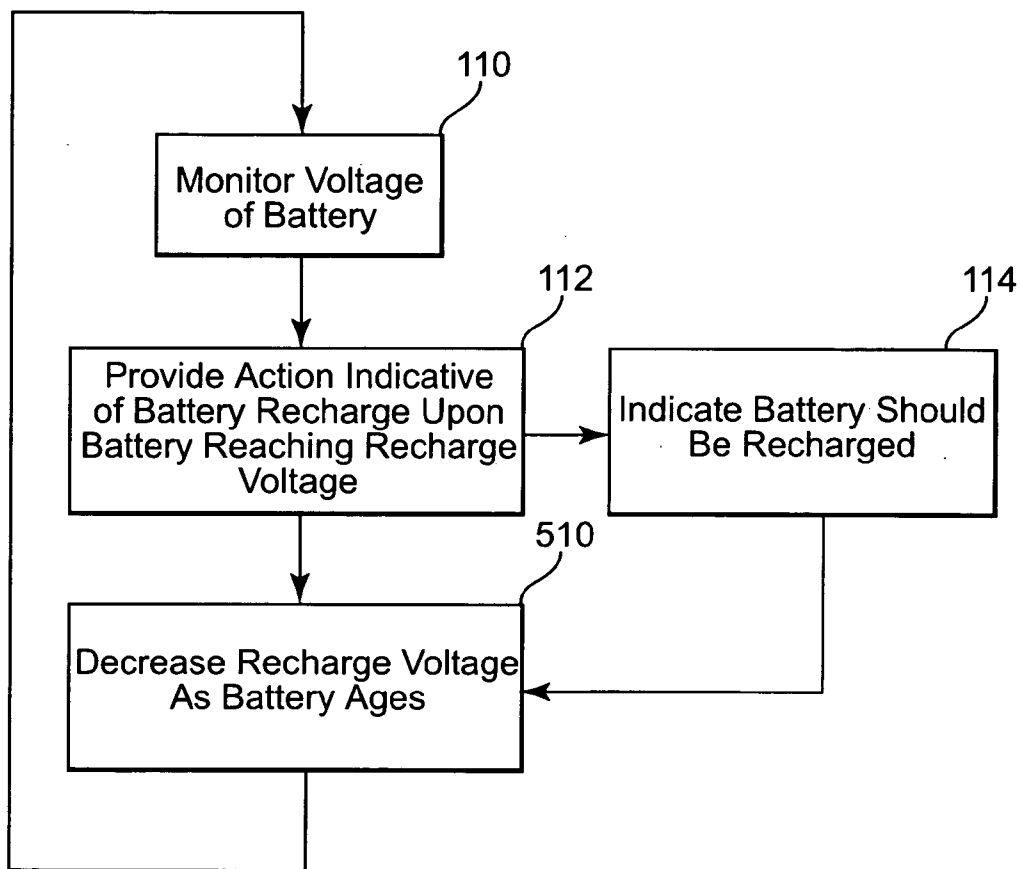 110
Monitor Voltage
of Battery
112
Provide Action Indicative
of Battery Recharge Upon
Battery Reaching Recharge
Voltage
114
Indicate Battery Should
Be Recharged
510
Decrease Recharge Voltage
As Battery Ages